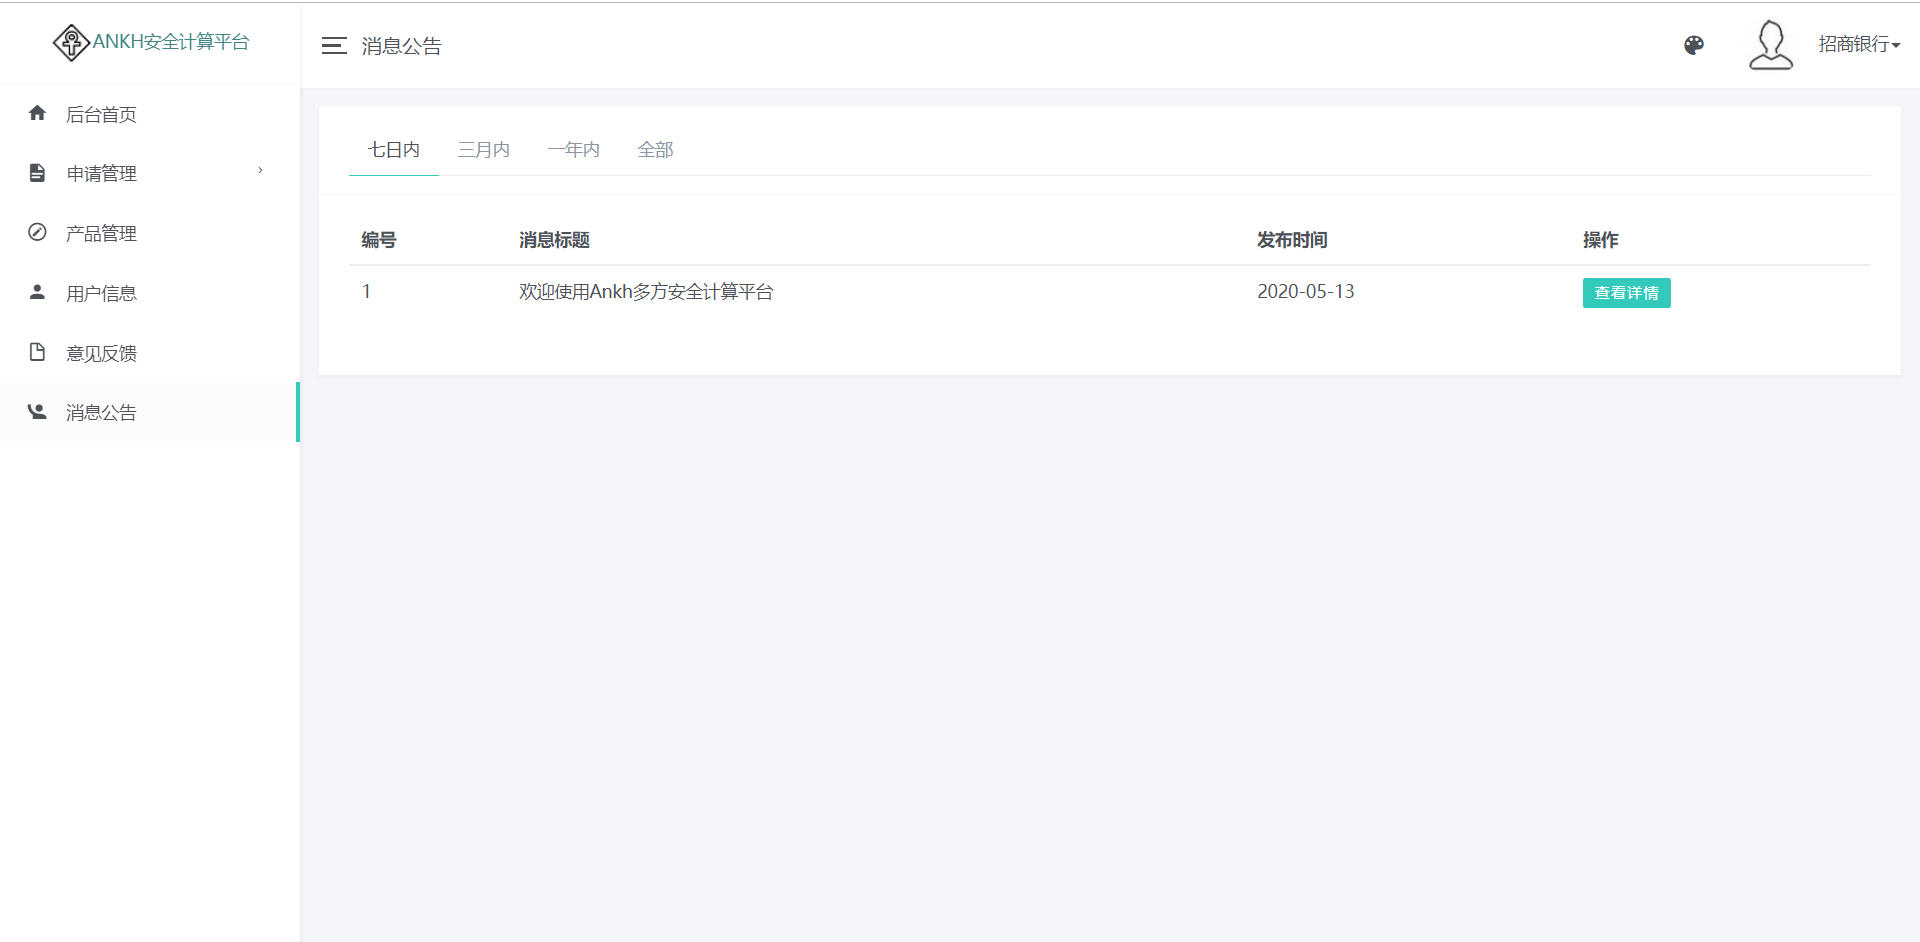 ANKH安全计算平台
消息公告
招商银行
后台首页
申请管理
产品管理
用户信息
意见反馈
消息公告
七日内 三月内 一年内 全部
编号 消息标题 发布时间 操作
1 欢迎使用Ankh多方安全计算平台 2020-05-13 查看详情